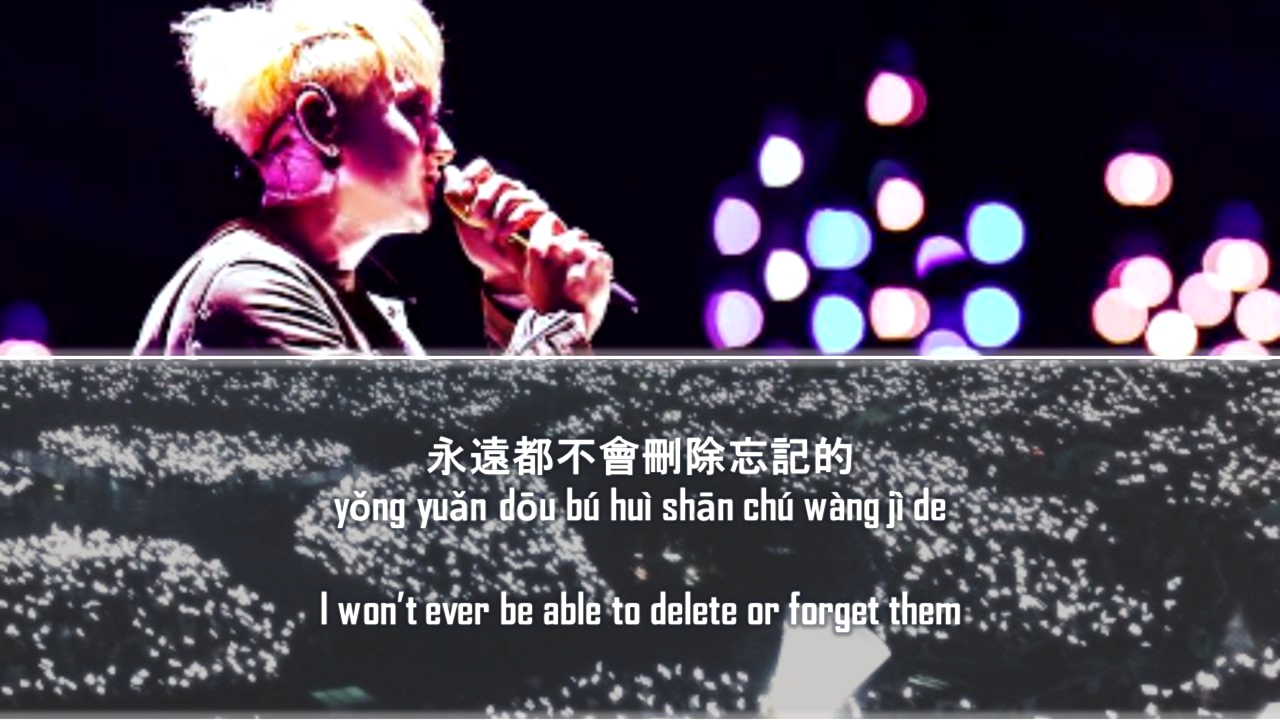 永遠都不會刪除忘記的
yǒng yuǎn dōu bú huì shān chú wàng jì de
I won't ever be able to delete or forget them